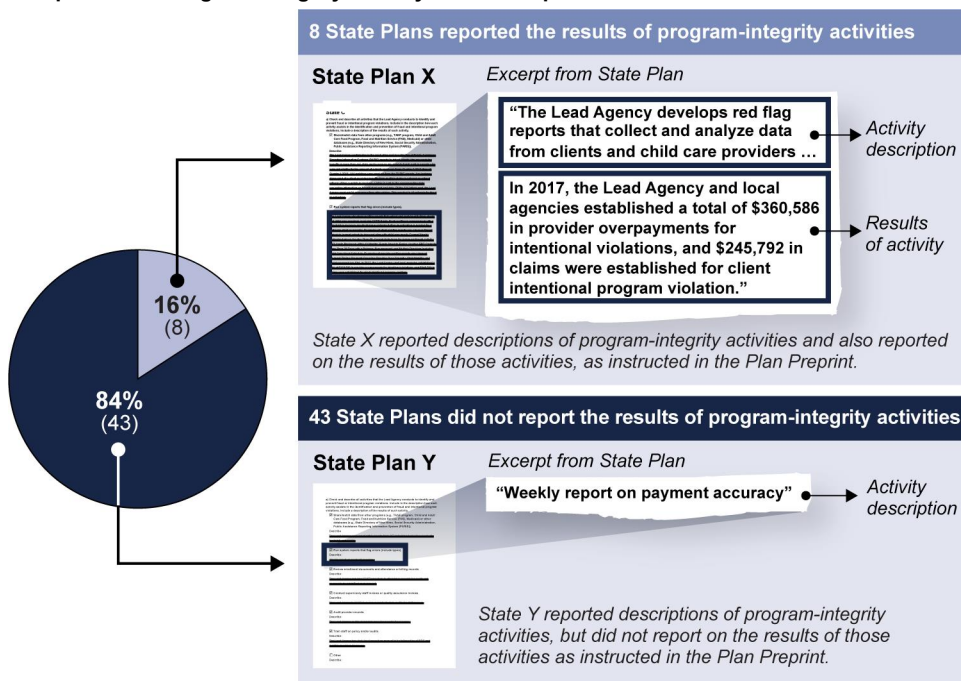 8 State Plans reported the results of program-integrity activities
State Plan X
Excerpt from State Plan
“The Lead Agency develops red flag
reports that collect and analyze data
from clients and child care providers …
Activity
description
In 2017, the Lead Agency and local
agencies established a total of $360,586
in provider overpayments for
intentional violations, and $245,792 in
claims were established for client
intentional program violation.”
Results
of activity
State X reported descriptions of program-integrity activities and also reported
on the results of those activities, as instructed in the Plan Preprint.
16%
(8)
84%
(43)
43 State Plans did not report the results of program-integrity activities
State Plan Y
Excerpt from State Plan
“Weekly report on payment accuracy”
Activity
description
State Y reported descriptions of program-integrity
activities, but did not report on the results of those
activities as instructed in the Plan Preprint.